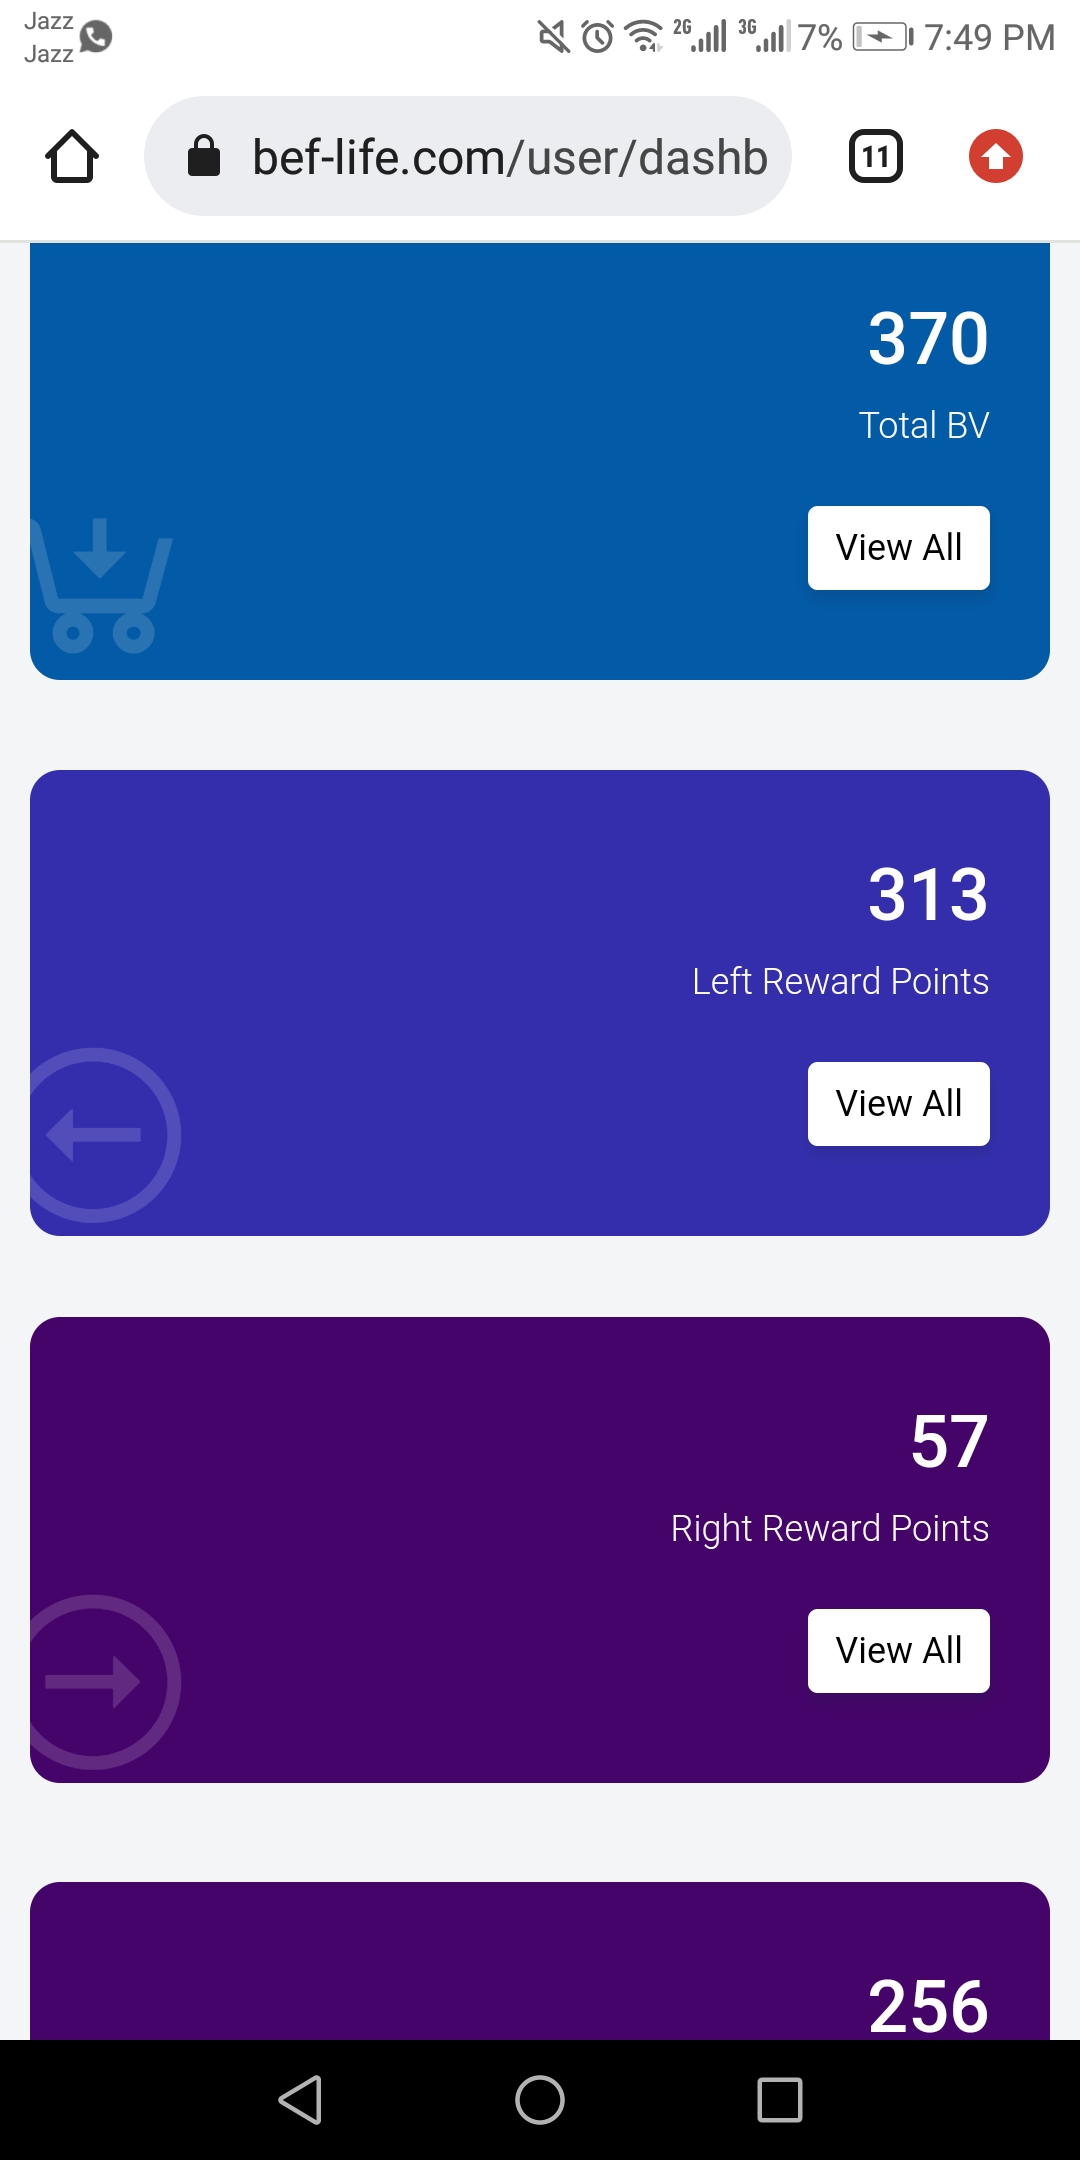 Jazz
Jazz
2G 3G 7% 7:49 PM
bef-life.com/user/dashb
11
370
Total BV
View All
313
Left Reward Points
View All
57
Right Reward Points
View All
256